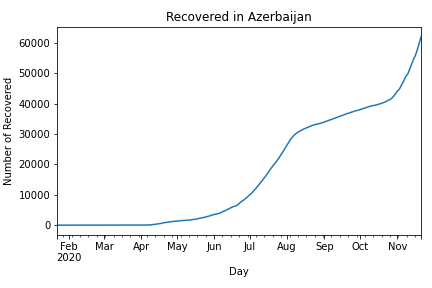 Recovered in Azerbaijan
Number of Recovered
60000
50000
40000
30000
20000
10000
0
Feb Mar Apr May Jun Jul Aug Sep Oct Nov
2020
Day